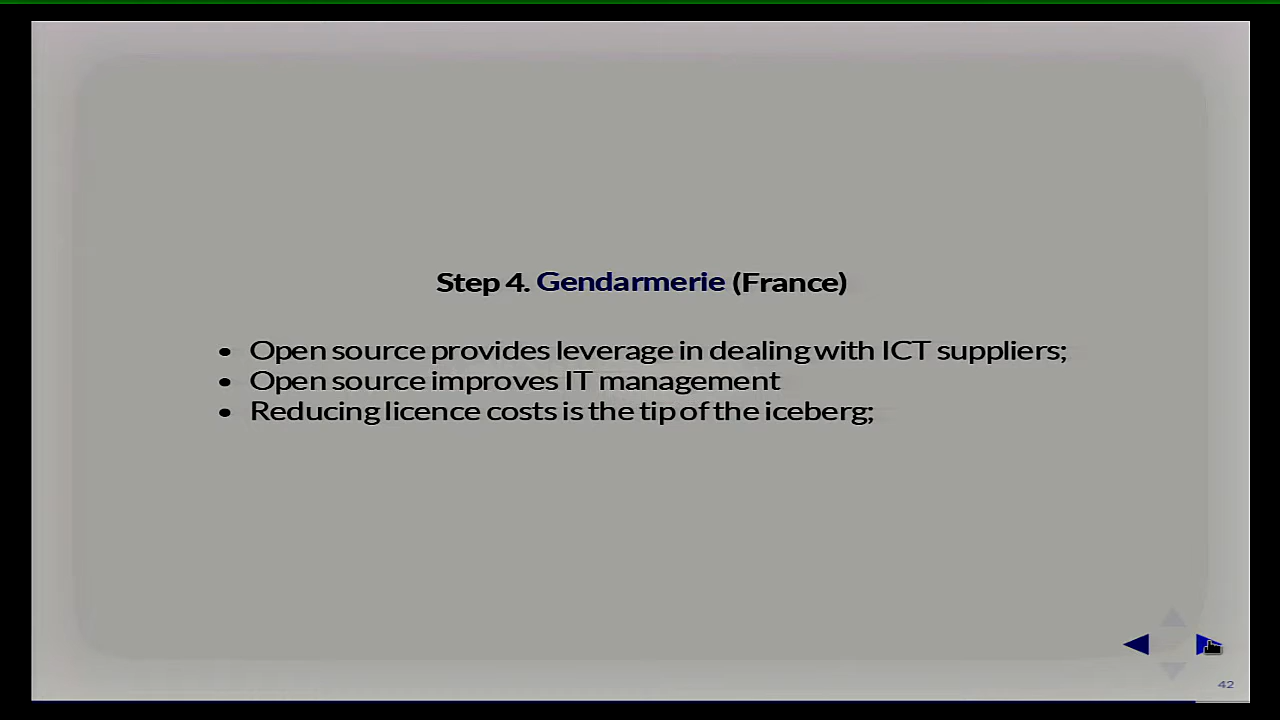 Step 4. Gendarmerie (France)
• Open source provides leverage in dealing with ICT suppliers;
• Open source improves IT management
• Reducing licence costs is the tip of the iceberg;
42